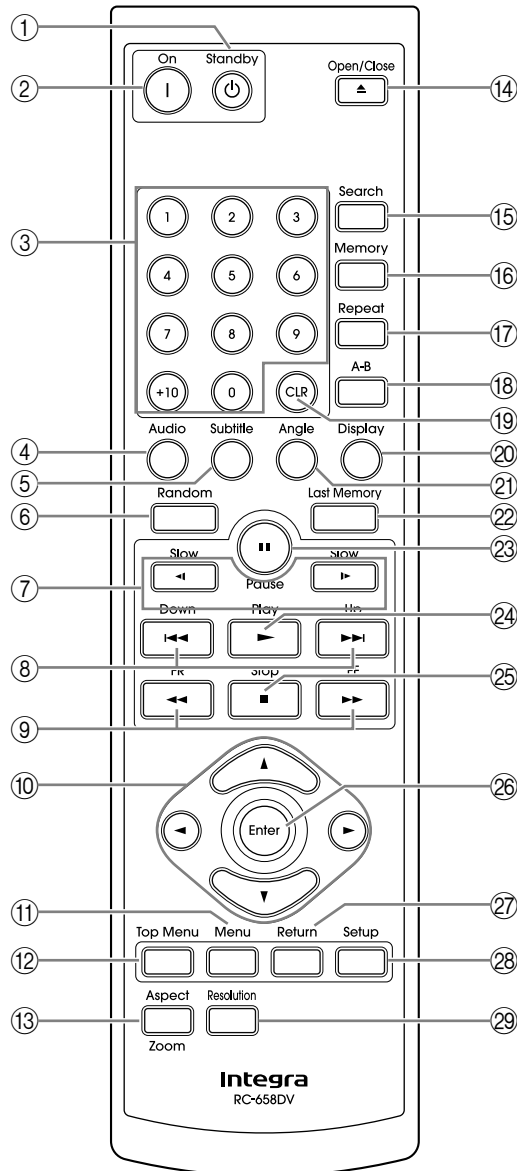 ①
On Standby
②
Open/Close
⑭
③
1 2 3
Search
⑮
4 5 6
Memory
⑯
7 8 9
Repeat
⑰
+10 0 CLR
A-B
⑱
⑲
Audio Subtitle Angle Display
④
⑤
⑳
㉑
Random Last Memory
⑥
㉒
㉓
Slow Pause Slow
⑦
Down Play Up
㉔
⑧
FR Stop FF
㉕
⑨
⑩
Enter
㉖
⑪
㉗
Top Menu Menu Return Setup
⑫
㉘
Aspect Resolution
⑬
㉙
Zoom
Integra
RC-658DV